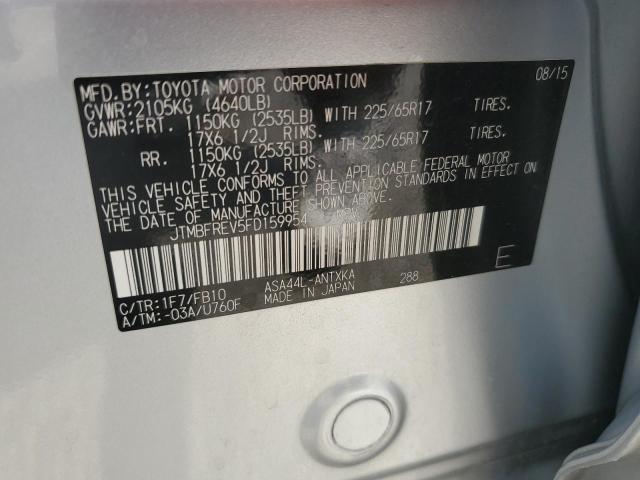 MFD.BY:TOYOTA MOTOR CORPORATION 08/15
GVWR:2105KG (4640LB)
GAWR:FRT. 1150KG (2535LB) WITH 225/65R17 TIRES.
17X6 1/2J RIMS.
RR. 1150KG (2535LB) WITH 225/65R17 TIRES.
17X6 1/2J RIMS.
THIS VEHICLE CONFORMS TO ALL APPLICABLE FEDERAL MOTOR
VEHICLE SAFETY AND THEFT PREVENTION STANDARDS IN
EFFECT ON THE DATE OF MANUFACTURE SHOWN ABOVE.
JTMBFREV5FD159954 MPV
E
C/TR:1F7/FB10 ASA44L-ANTXKA 288
A/TM:-03A/U760F MADE IN JAPAN